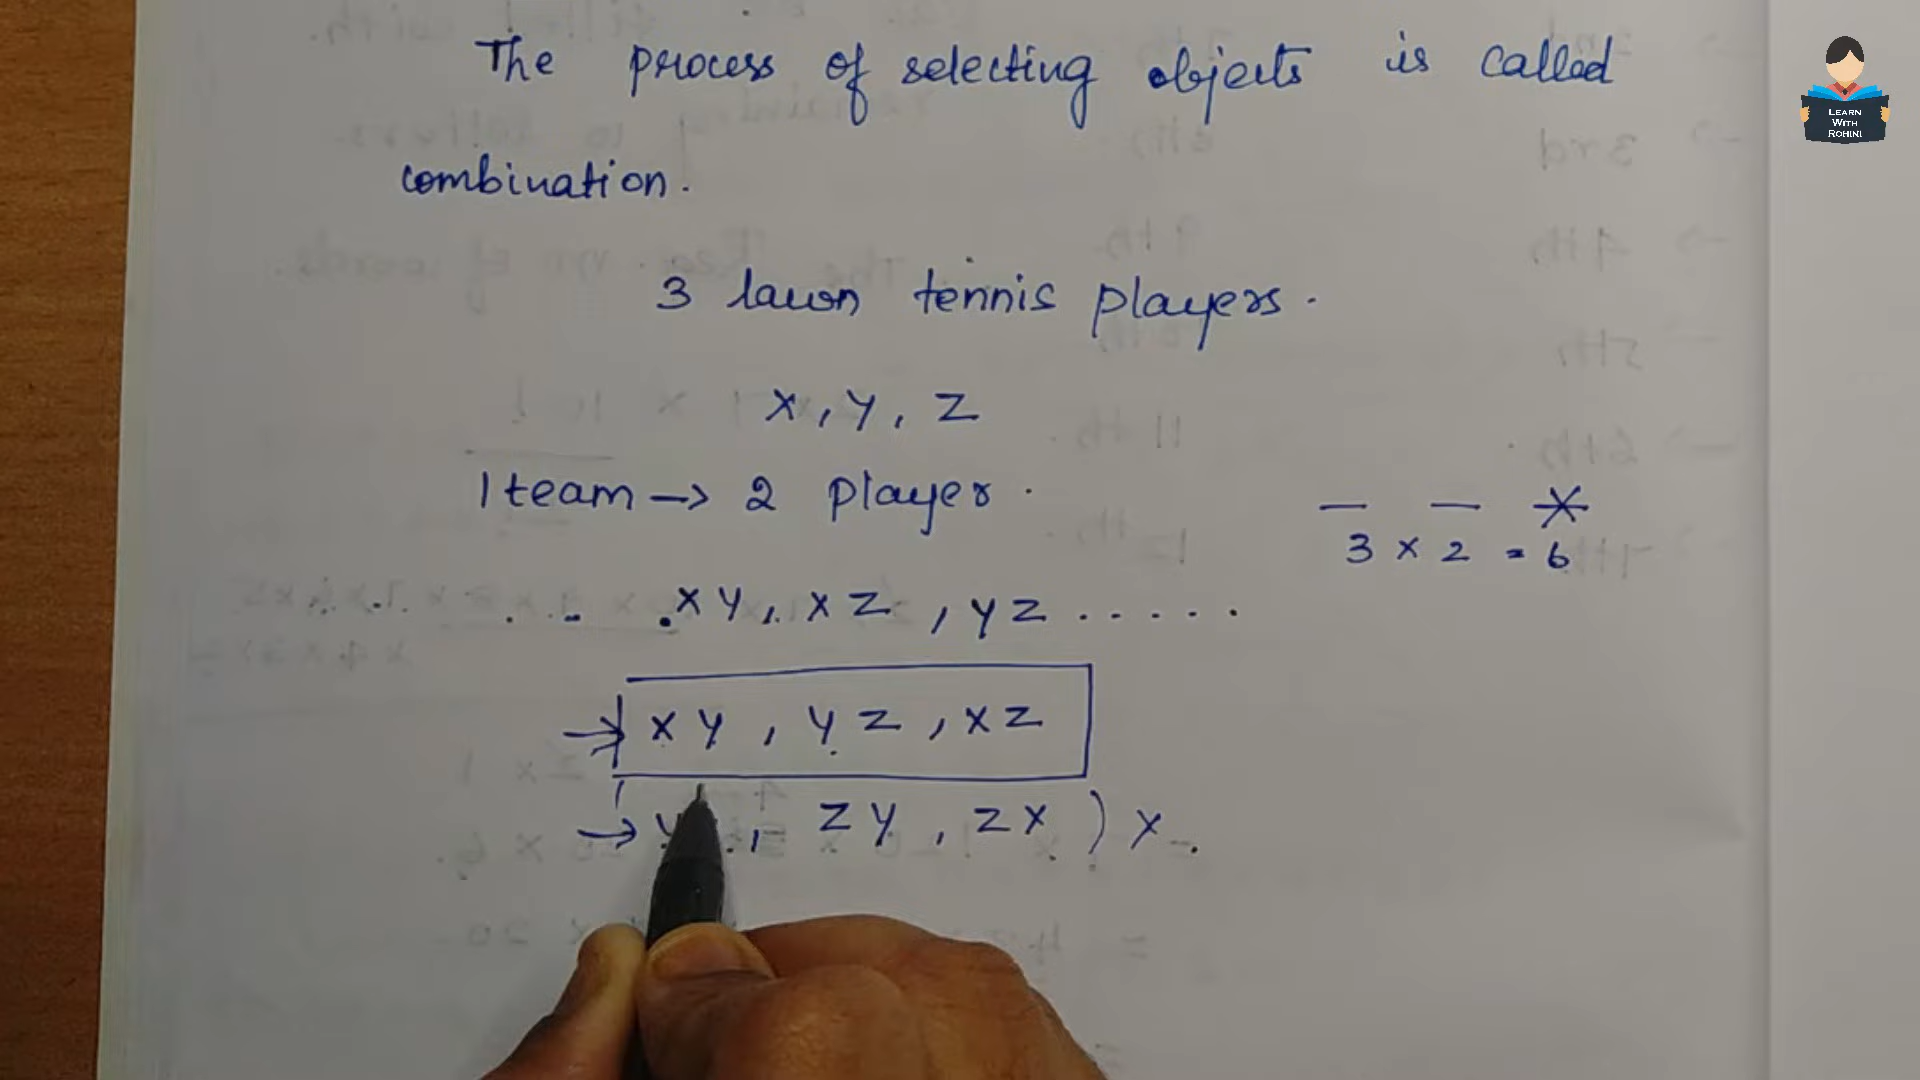 The process of selecting objects is called
combination.
3 lawn tennis players.
X, Y, Z
1 team → 2 player.
3 × 2 = 6
XY, XZ, YZ.....
→ XY, YZ, XZ
→ , ZY, ZX ) X.
LEARN
WITH
ROHINI